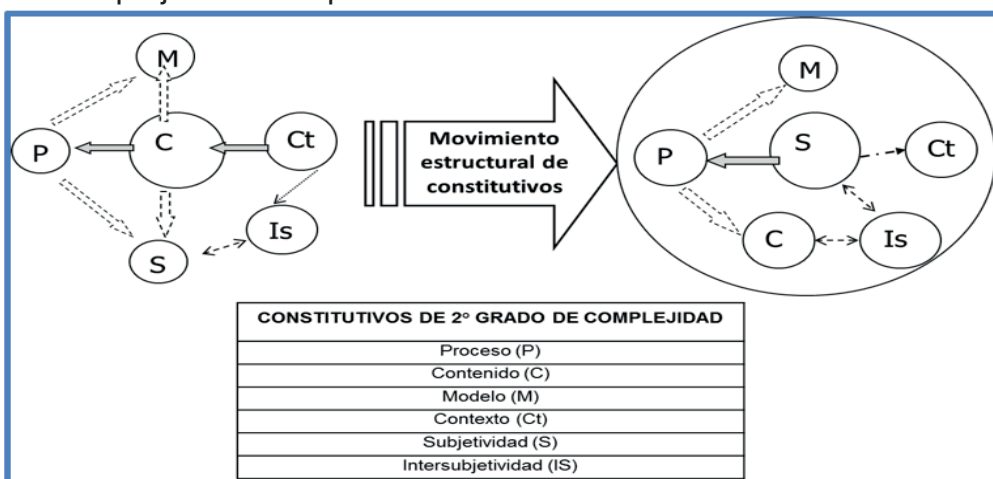 M
P
C
Ct
Is
S
Movimiento
estructural de
constitutivos
M
P
S
Ct
C
Is
CONSTITUTIVOS DE 2º GRADO DE COMPLEJIDAD
Proceso (P)
Contenido (C)
Modelo (M)
Contexto (Ct)
Subjetividad (S)
Intersubjetividad (IS)